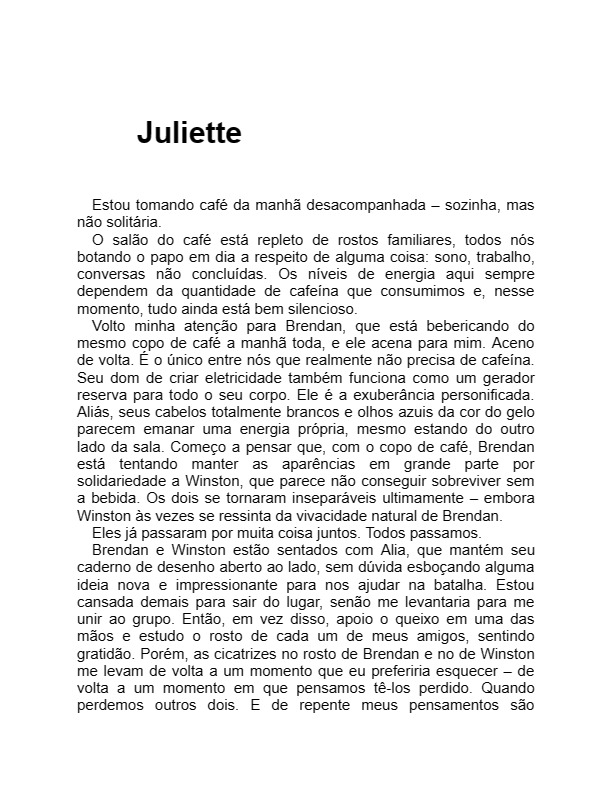 Juliette
Estou tomando café da manhã desacompanhada – sozinha, mas
não solitária.
O salão do café está repleto de rostos familiares, todos nós
botando o papo em dia a respeito de alguma coisa: sono, trabalho,
conversas não concluídas. Os níveis de energia aqui sempre
dependem da quantidade de cafeína que consumimos e, nesse
momento, tudo ainda está bem silencioso.
Volto minha atenção para Brendan, que está bebericando do
mesmo copo de café a manhã toda, e ele acena para mim. Aceno
de volta. É o único entre nós que realmente não precisa de cafeína.
Seu dom de criar eletricidade também funciona como um gerador
reserva para todo o seu corpo. Ele é a exuberância personificada.
Aliás, seus cabelos totalmente brancos e olhos azuis da cor do gelo
parecem emanar uma energia própria, mesmo estando do outro
lado da sala. Começo a pensar que, com o copo de café, Brendan
está tentando manter as aparências em grande parte por
solidariedade a Winston, que parece não conseguir sobreviver sem
a bebida. Os dois se tornaram inseparáveis ultimamente – embora
Winston às vezes se ressinta da vivacidade natural de Brendan.
Eles já passaram por muita coisa juntos. Todos passamos.
Brendan e Winston estão sentados com Alia, que mantém seu
caderno de desenho aberto ao lado, sem dúvida esboçando alguma
ideia nova e impressionante para nos ajudar na batalha. Estou
cansada demais para sair do lugar, senão me levantaria para me
unir ao grupo. Então, em vez disso, apoio o queixo em uma das
mãos e estudo o rosto de cada um de meus amigos, sentindo
gratidão. Porém, as cicatrizes no rosto de Brendan e no de Winston
me levam de volta a um momento que eu preferiria esquecer – de
volta a um momento em que pensamos tê-los perdido. Quando
perdemos outros dois. E de repente meus pensamentos são